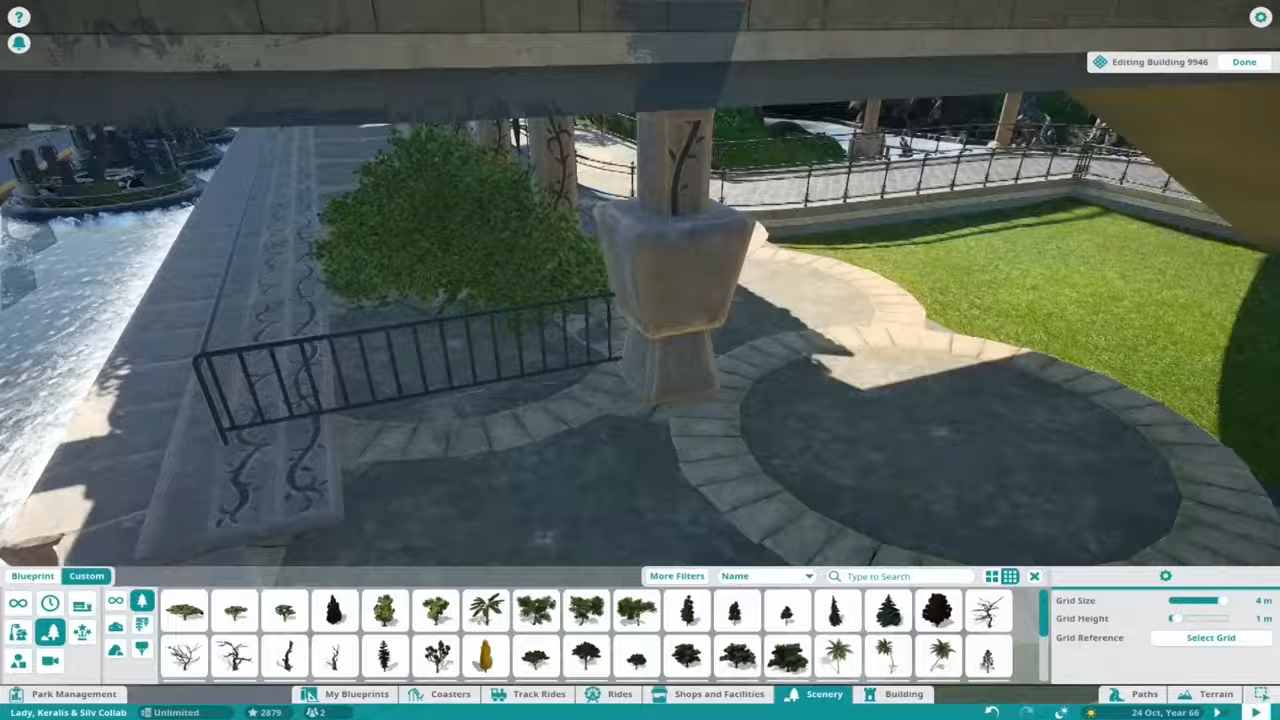 ?
Editing Building 9946 Done
Blueprint Custom
More Filters Name Type to Search
Grid Size 4 m
Grid Height 1 m
Grid Reference Select Grid
Park Management My Blueprints Coasters Track Rides Rides Shops and Facilities Scenery Building Paths Terrain
Lady, Keralis & Silv Collab Unlimited 2879 2 24 Oct, Year 66